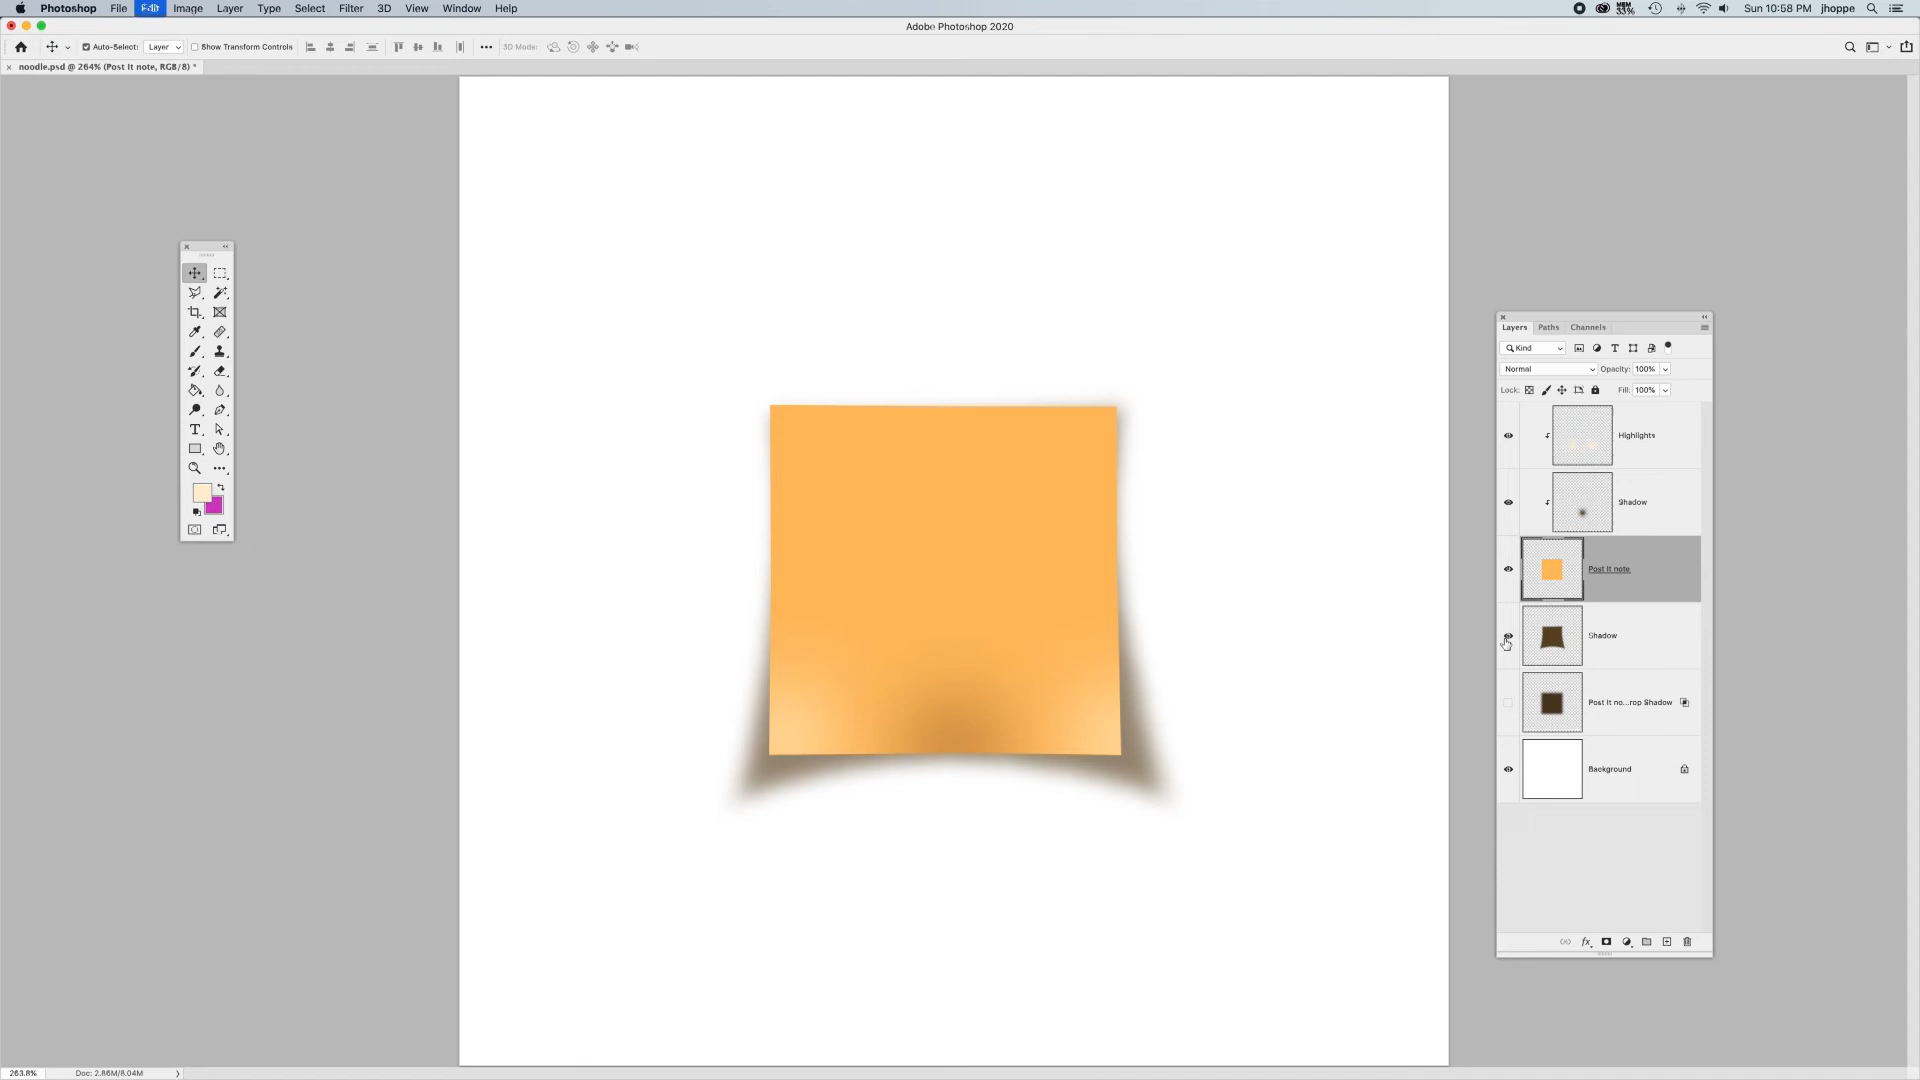 Photoshop File Edit Image Layer Type Select Filter 3D View Window Help MEM 33% Sun 10:58 PM jhoppe
Adobe Photoshop 2020
Auto-Select: Layer Show Transform Controls 3D Mode:
noodle.psd @ 264% (Post It note, RGB/8) *
Layers Paths Channels
Kind T
Normal Opacity: 100%
Lock: Fill: 100%
Highlights
Shadow
Post It note
Shadow
Post It no...rop Shadow
Background
T
fx
263.8% Doc: 2.86M/8.04M